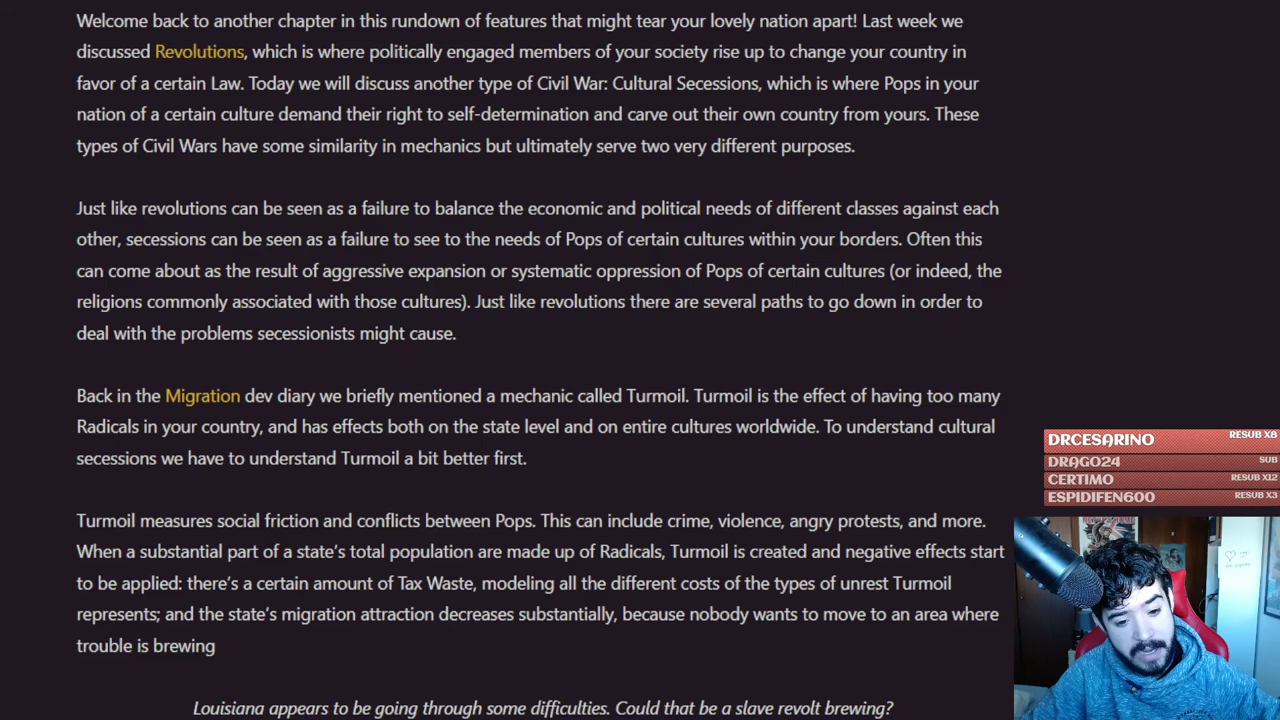 Welcome back to another chapter in this rundown of features that might tear your lovely nation apart! Last week we
discussed Revolutions, which is where politically engaged members of your society rise up to change your country in
favor of a certain Law. Today we will discuss another type of Civil War: Cultural Secessions, which is where Pops in your
nation of a certain culture demand their right to self-determination and carve out their own country from yours. These
types of Civil Wars have some similarity in mechanics but ultimately serve two very different purposes.
Just like revolutions can be seen as a failure to balance the economic and political needs of different classes against each
other, secessions can be seen as a failure to see to the needs of Pops of certain cultures within your borders. Often this
can come about as the result of aggressive expansion or systematic oppression of Pops of certain cultures (or indeed, the
religions commonly associated with those cultures). Just like revolutions there are several paths to go down in order to
deal with the problems secessionists might cause.
Back in the Migration dev diary we briefly mentioned a mechanic called Turmoil. Turmoil is the effect of having too many
Radicals in your country, and has effects both on the state level and on entire cultures worldwide. To understand cultural
secessions we have to understand Turmoil a bit better first.
Turmoil measures social friction and conflicts between Pops. This can include crime, violence, angry protests, and more.
When a substantial part of a state's total population are made up of Radicals, Turmoil is created and negative effects start
to be applied: there's a certain amount of Tax Waste, modeling all the different costs of the types of unrest Turmoil
represents; and the state's migration attraction decreases substantially, because nobody wants to move to an area where
trouble is brewing
Louisiana appears to be going through some difficulties. Could that be a slave revolt brewing?
DRCESARINO RESUB X8
DRAGO24 SUB
CERTIMO RESUB X12
ESPIDIFEN600 RESUB X3